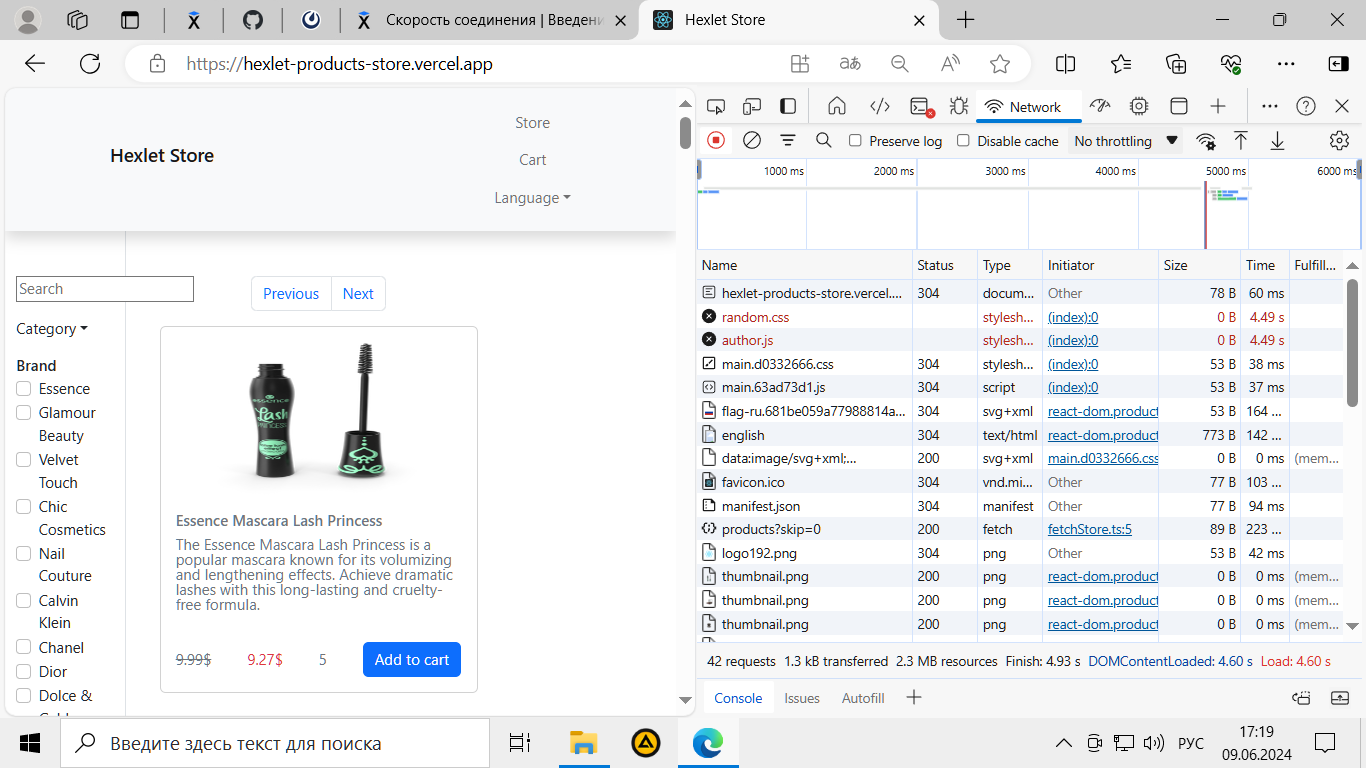 Скорость соединения | Введени
Hexlet Store
https://hexlet-products-store.vercel.app
Hexlet Store
Store
Cart
Language
Search
Previous
Next
Category
Brand
Essence
Glamour
Beauty
Velvet
Touch
Chic
Cosmetics
Nail
Couture
Calvin
Klein
Chanel
Dior
Dolce &
essence
Lash
PRINCESS
Essence Mascara Lash Princess
The Essence Mascara Lash Princess is a
popular mascara known for its volumizing
and lengthening effects. Achieve dramatic
lashes with this long-lasting and cruelty-
free formula.
9.99$ 9.27$ 5 Add to cart
Network
Preserve log Disable cache No throttling
1000 ms 2000 ms 3000 ms 4000 ms 5000 ms 6000 ms
Name Status Type Initiator Size Time Fulfill...
hexlet-products-store.vercel.... 304 docum... Other 78 B 60 ms
random.css stylesh... (index):0 0 B 4.49 s
author.js stylesh... (index):0 0 B 4.49 s
main.d0332666.css 304 stylesh... (index):0 53 B 38 ms
main.63ad73d1.js 304 script (index):0 53 B 37 ms
flag-ru.681be059a77988814a... 304 svg+xml react-dom.product 53 B 164 ...
english 304 text/html react-dom.product 773 B 142 ...
data:image/svg+xml;... 200 svg+xml main.d0332666.css 0 B 0 ms (mem...
favicon.ico 304 vnd.mi... Other 77 B 103 ...
manifest.json 304 manifest Other 77 B 94 ms
products?skip=0 200 fetch fetchStore.ts:5 89 B 223 ...
logo192.png 304 png Other 53 B 42 ms
thumbnail.png 200 png react-dom.product 0 B 0 ms (mem...
thumbnail.png 200 png react-dom.product 0 B 0 ms (mem...
thumbnail.png 200 png react-dom.product 0 B 0 ms (mem...
42 requests 1.3 kB transferred 2.3 MB resources Finish: 4.93 s DOMContentLoaded: 4.60 s Load: 4.60 s
Console Issues Autofill
Введите здесь текст для поиска
РУС
17:19
09.06.2024